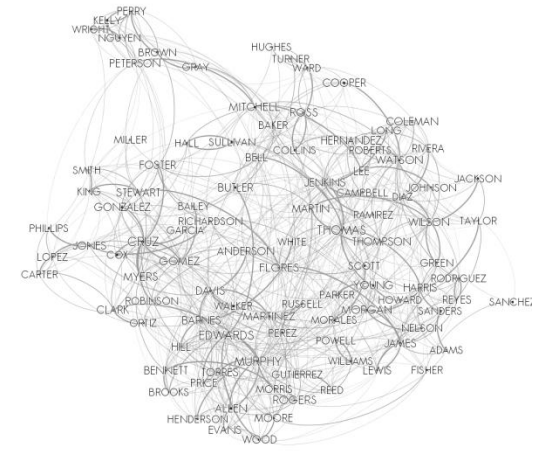 PERRY
KELLY
WRIGHT
NGUYEN
BROWN
PETERSON
GRAY
HUGHES
TURNER
WARD
COOPER
MITCHELL
ROSS
BAKER
COLEMAN
LONG
MILLER
HALL
SULLIVAN
HERNANDEZ
COLLINS
ROBERTS
RIVERA
BELL
WATSON
SMITH
FOSTER
LEE
JACKSON
KING
STEWART
BUTLER
JENKINS
CAMPBELL
JOHNSON
DIAZ
GONZALEZ
BAILEY
MARTIN
RICHARDSON
RAMIREZ
WILSON
TAYLOR
PHILLIPS
GARCIA
THOMAS
JONES
CRUZ
WHITE
THOMPSON
LOPEZ
COX
ANDERSON
GOMEZ
CARTER
MYERS
FLORES
SCOTT
GREEN
RODRIGUEZ
DAVIS
YOUNG
HARRIS
PARKER
ROBINSON
RUSSELL
HOWARD
REYES
SANCHEZ
CLARK
WALKER
MORGAN
SANDERS
BARNES
MARTINEZ
MORALES
ORTIZ
NELSON
EDWARDS
PEREZ
POWELL
JAMES
HILL
ADAMS
MURPHY
WILLIAMS
BENNETT
TORRES
GUTIERREZ
LEWIS
FISHER
PRICE
BROOKS
MORRIS
REED
ROGERS
ALLEN
HENDERSON
MOORE
EVANS
WOOD